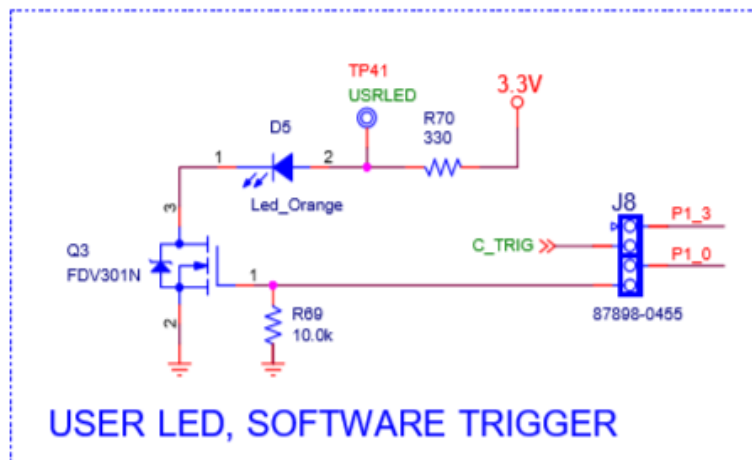 TP41
USRLED
3.3V
R70
330
D5
1
2
Led_Orange
J8
P1_3
C_TRIG
P1_0
3
Q3
FDV301N
1
2
R69
10.0k
87898-0455
USER LED, SOFTWARE TRIGGER